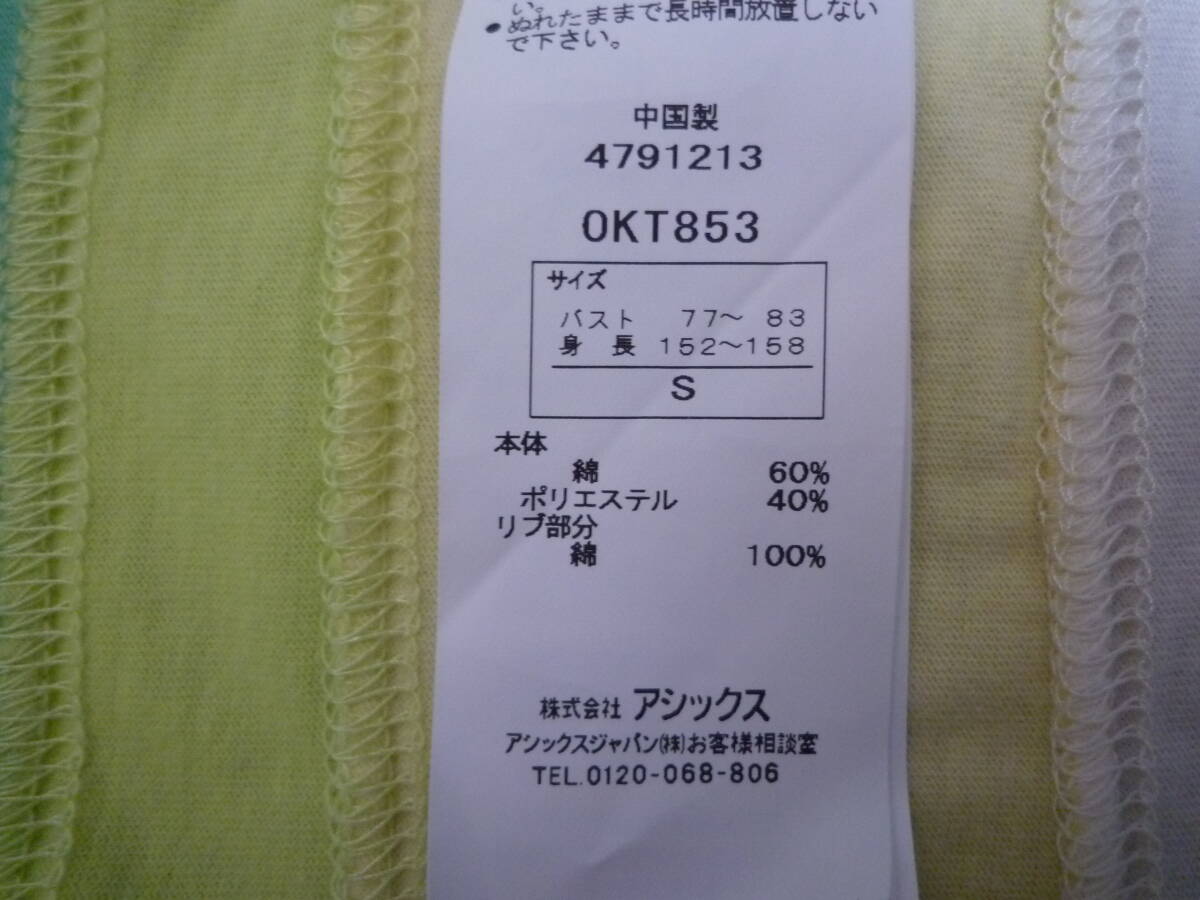 い。
● ぬれたままで長時間放置しない
で下さい。
中国製
4791213
OKT853
サイズ
バスト 77～ 83
身 長 152～158
S
本体
綿 60%
ポリエステル 40%
リブ部分
綿 100%
株式会社 アシックス
アシックスジャパン(株)お客様相談室
TEL.0120-068-806